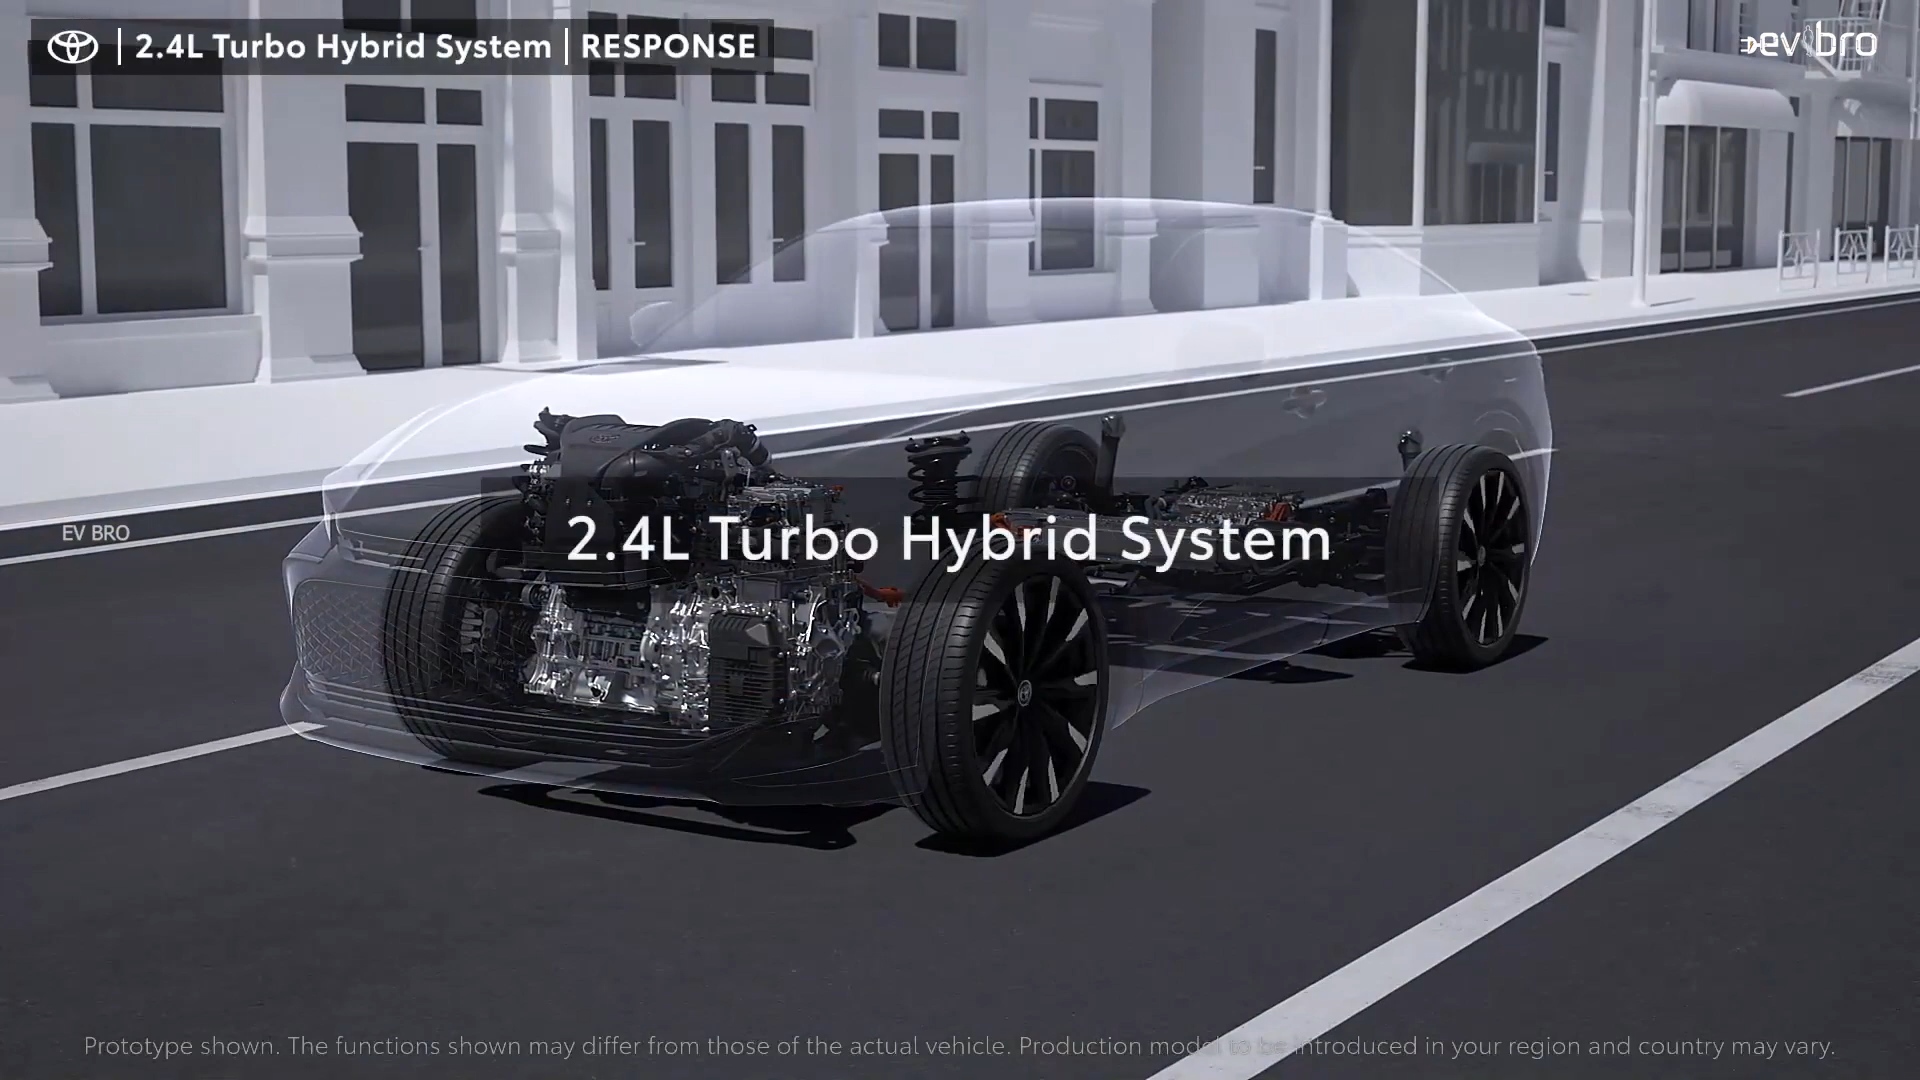 2.4L Turbo Hybrid System | RESPONSE
ev bro
EV BRO
2.4L Turbo Hybrid System
Prototype shown. The functions shown may differ from those of the actual vehicle. Production model to be introduced in your region and country may vary.